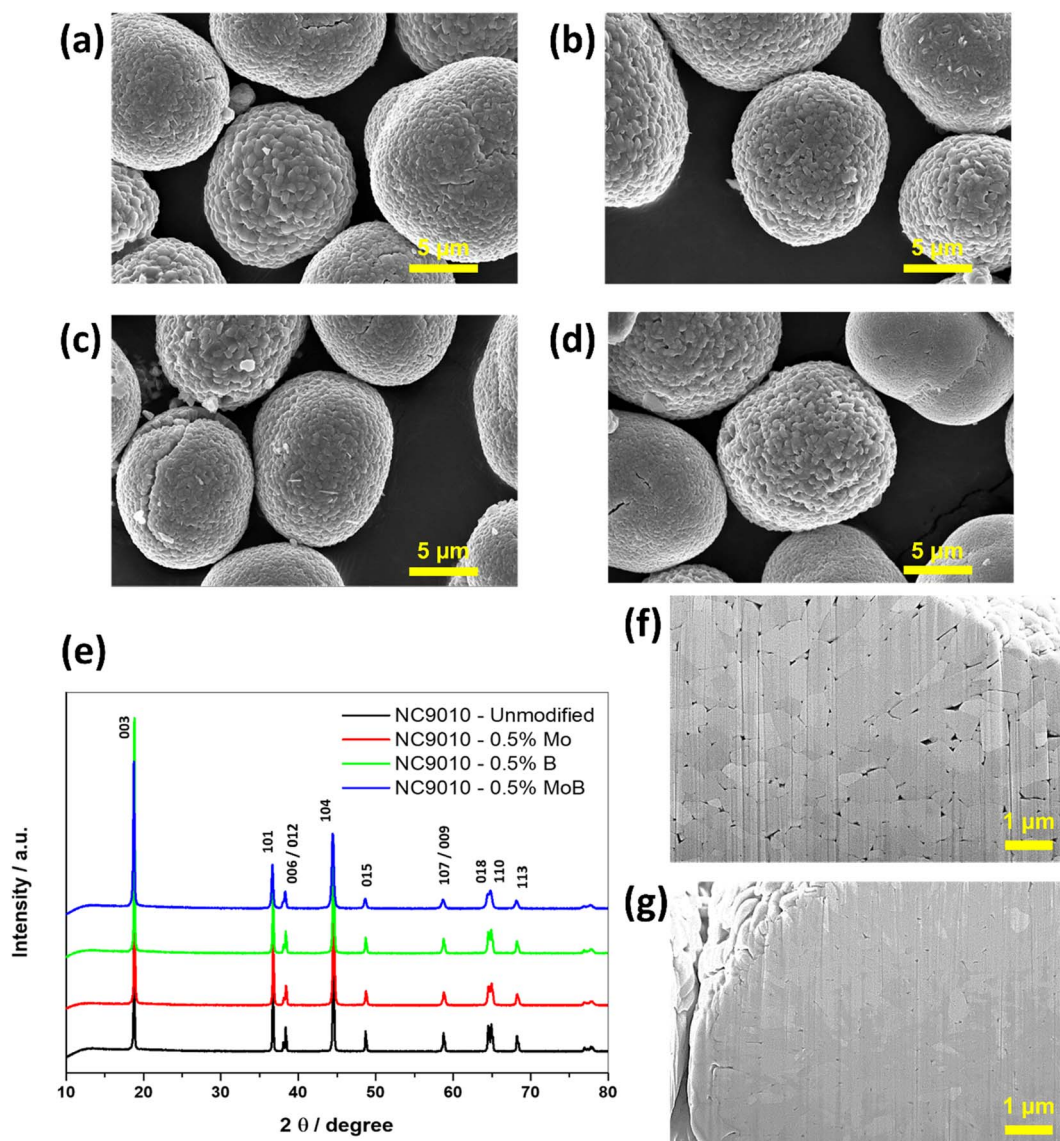 (a)
5 µm
(b)
5 µm
(c)
5 µm
(d)
5 µm
(e)
NC9010 - Unmodified
NC9010 - 0.5% Mo
NC9010 - 0.5% B
NC9010 - 0.5% MoB
003
101
006 / 012
104
015
107 / 009
018
110
113
Intensity / a.u.
10
20
30
40
50
60
70
80
2 θ / degree
(f)
1 µm
(g)
1 µm